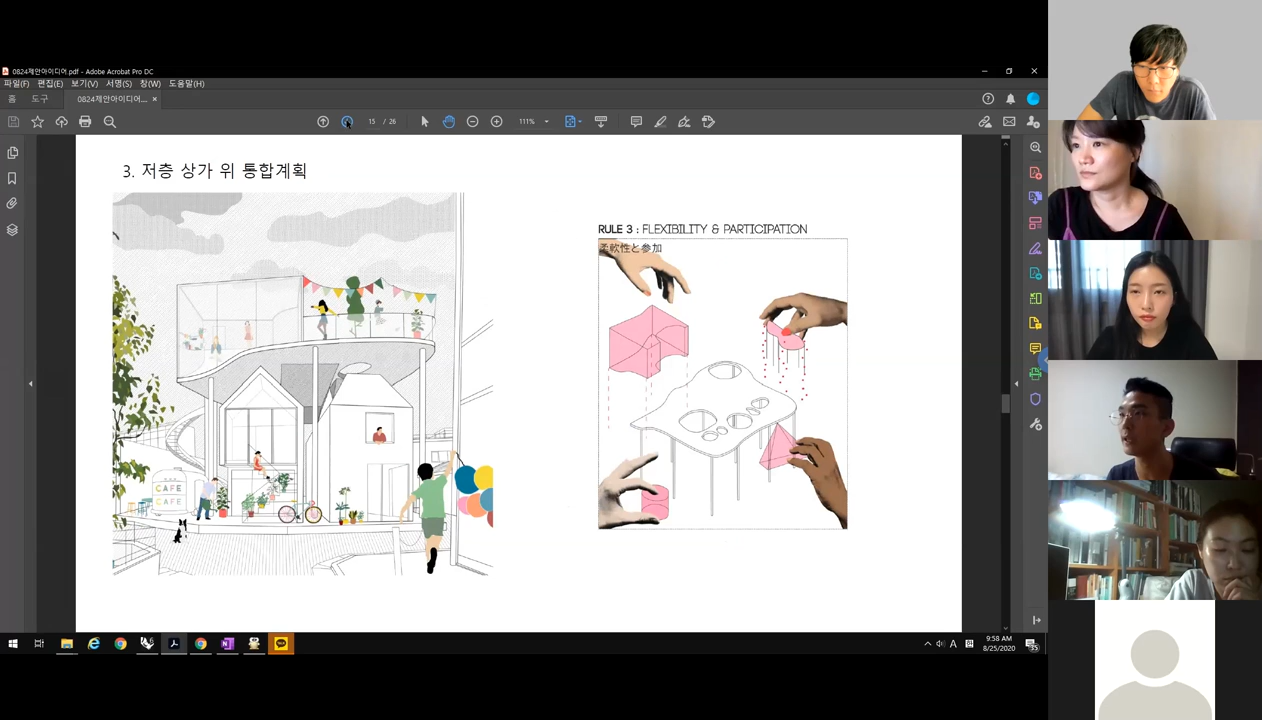 0824제안아이디어.pdf - Adobe Acrobat Pro DC
파일(F) 편집(E) 보기(V) 서명(S) 창(W) 도움말(H)
홈 도구 0824제안아이디어... ×
15 / 26 111%
3. 저층 상가 위 통합계획
RULE 3 : FLEXIBILITY & PARTICIPATION
柔軟性と参加
CAFE
CAFE
A
9:58 AM
8/25/2020